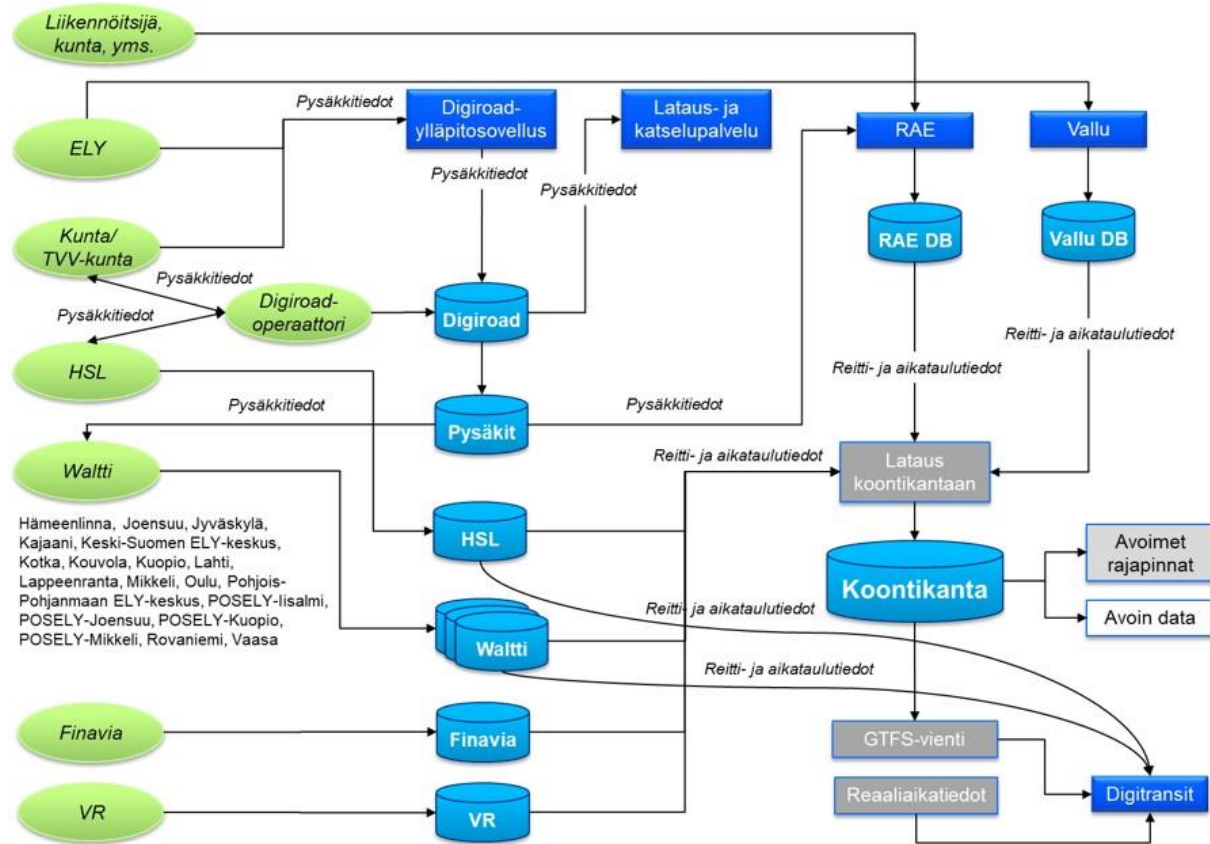 Liikennöitsijä,
kunta, yms.
Pysäkkitiedot
Digiroad-
ylläpitosovellus
Lataus- ja
katselupalvelu
RAE
Vallu
ELY
Pysäkkitiedot
Pysäkkitiedot
Kunta/
TVV-kunta
RAE DB
Vallu DB
Pysäkkitiedot
Digiroad-
operaattori
Digiroad
Pysäkkitiedot
Reitti- ja aikataulutiedot
Reitti- ja aikataulutiedot
HSL
Pysäkkitiedot
Pysäkkitiedot
Pysäkit
Waltti
Reitti- ja aikataulutiedot
Lataus
koontikantaan
Hämeenlinna, Joensuu, Jyväskylä,
Kajaani, Keski-Suomen ELY-keskus,
Kotka, Kouvola, Kuopio, Lahti,
Lappeenranta, Mikkeli, Oulu, Pohjois-
Pohjanmaan ELY-keskus, POSELY-Iisalmi,
POSELY-Joensuu, POSELY-Kuopio,
POSELY-Mikkeli, Rovaniemi, Vaasa
HSL
Avoimet
rajapinnat
Koontikanta
Reitti- ja aikataulutiedot
Avoin data
Waltti
Reitti- ja aikataulutiedot
Finavia
Finavia
GTFS-vienti
VR
VR
Reaaliaikatiedot
Digitransit